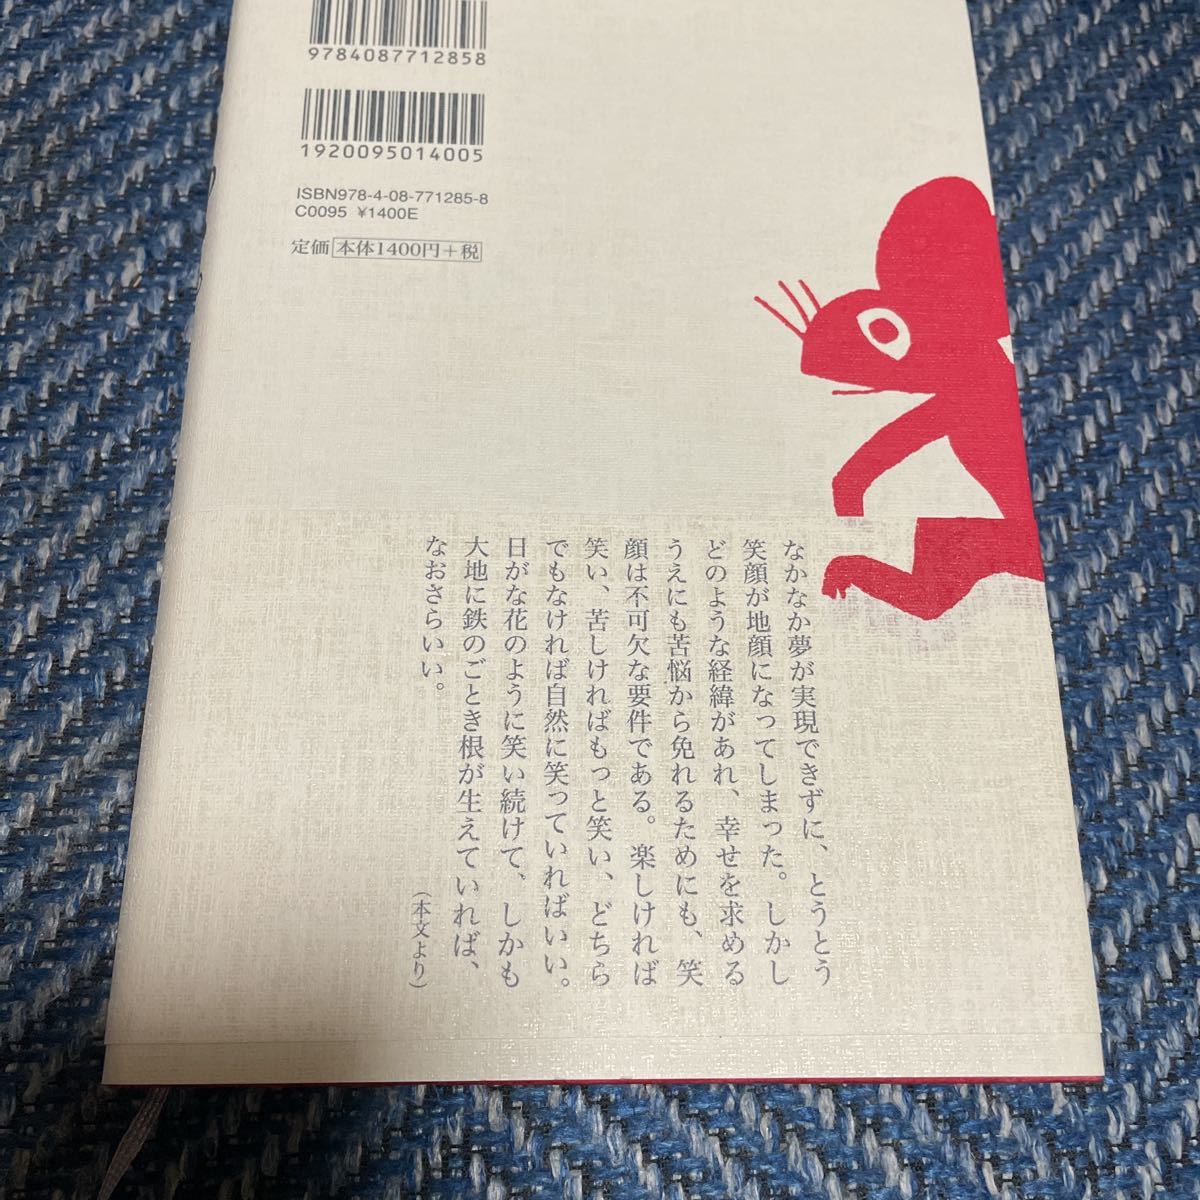 9784087712858
1920095014005
ISBN978-4-08-771285-8
C0095 ¥1400E
定価 本体1400円+税
なかなか夢が実現できずに、とうとう
笑顔が地顔になってしまった。しかし
どのような経緯があれ、幸せを求める
うえにも苦悩から免れるためにも、笑
顔は不可欠な要件である。楽しければ
笑い、苦しければもっと笑い、どちら
でもなければ自然に笑っていればいい。
日がな花のように笑い続けて、しかも
大地に鉄のごとき根が生えていれば、
なおさらいい。
（本文より）